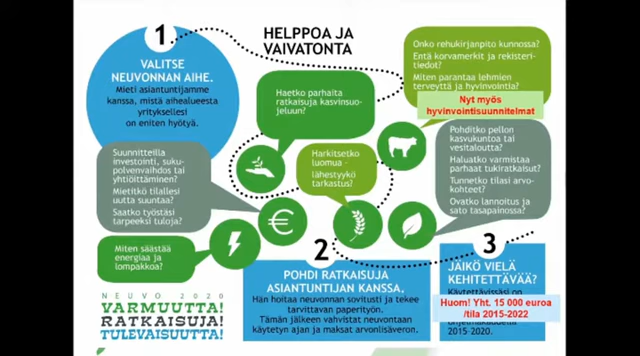 1
VALITSE
NEUVONNAN AIHE.
Mieti asiantuntijamme
kanssa, mistä aihealueesta
yrityksellesi
on eniten hyötyä.
HELPPOA JA
VAIVATONTA
Onko rehukirjanpito kunnossa?
Entä korvamerkit ja rekisteri-
tiedot?
Miten parantaa lehmien
terveyttä ja hyvinvointia?
Nyt myös
hyvinvointisuunnitelmat
Haetko parhaita
ratkaisuja kasvinsuo-
jeluun?
Suunnitteilla
investointi, suku-
polvenvaihdos tai
yhtiöittäminen?
Mietitkö tilallesi
uutta suuntaa?
Saatko työstäsi
tarpeeksi tuloja?
Harkitsetko
luomua -
lähestyykö
tarkastus?
Pohditko pellon
kasvukuntoa tai
vesitaloutta?
Haluatko varmistaa
parhaat tukiratkaisut?
Tunnetko tilasi arvo-
kohteet?
Ovatko lannoitus ja
sato tasapainossa?
Miten säästää
energiaa ja
lompakkoa?
€
2
POHDI RATKAISUJA
ASIANTUNTIJAN KANSSA.
Hän hoitaa neuvonnan sovitusti ja tekee
tarvittavan paperityön.
Tämän jälkeen vahvistat neuvontaan
käytetyn ajan ja maksat arvonlisäveron.
3
JÄIKÖ VIELÄ
KEHITETTÄVÄÄ?
Käytettävissäsi on
Huom! Yht. 15 000 euroa
/tila 2015-2022
2015-2020.
NEUVO 2020
VARMUUTTA!
RATKAISUJA!
TULEVAISUUTTA!